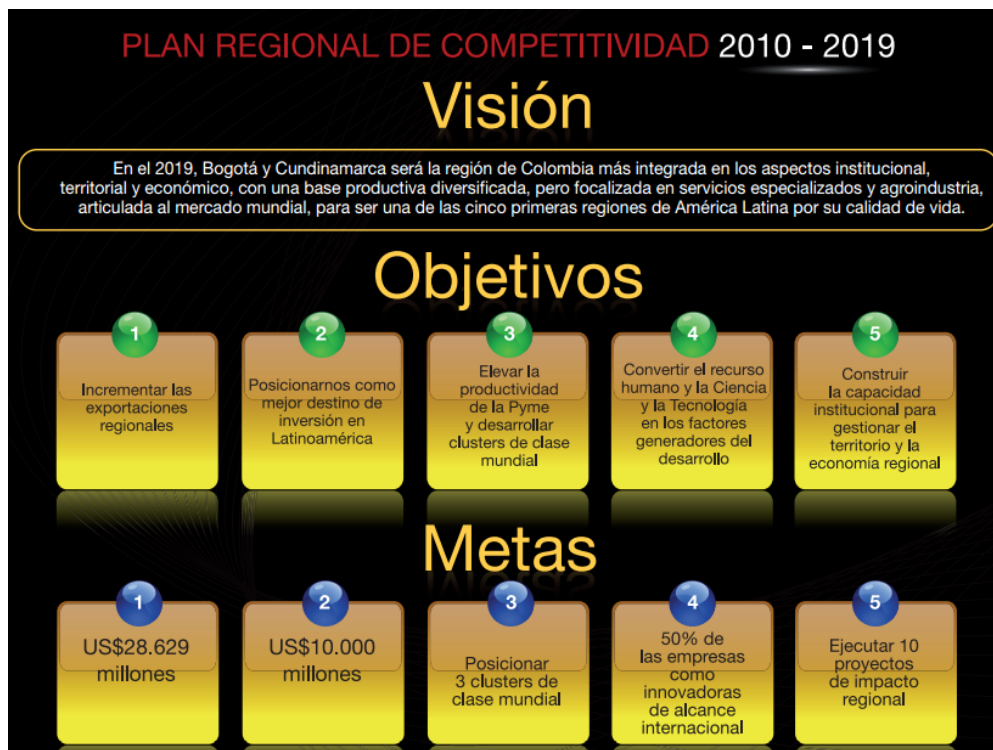 PLAN REGIONAL DE COMPETITIVIDAD 2010 - 2019
Visión
En el 2019, Bogotá y Cundinamarca será la región de Colombia más integrada en los aspectos institucional,
territorial y económico, con una base productiva diversificada, pero focalizada en servicios especializados y agroindustria,
articulada al mercado mundial, para ser una de las cinco primeras regiones de América Latina por su calidad de vida.
Objetivos
1
Incrementar las
exportaciones
regionales
2
Posicionarnos como
mejor destino de
inversión en
Latinoamérica
3
Elevar la
productividad
de la Pyme
y desarrollar
clusters de clase
mundial
4
Convertir el recurso
humano y la Ciencia
y la Tecnología
en los factores
generadores del
desarrollo
5
Construir
la capacidad
institucional para
gestionar el
territorio y la
economía regional
Metas
1
US$28.629
millones
2
US$10.000
millones
3
Posicionar
3 clusters de
clase mundial
4
50% de
las empresas
como
innovadoras
de alcance
internacional
5
Ejecutar 10
proyectos
de impacto
regional